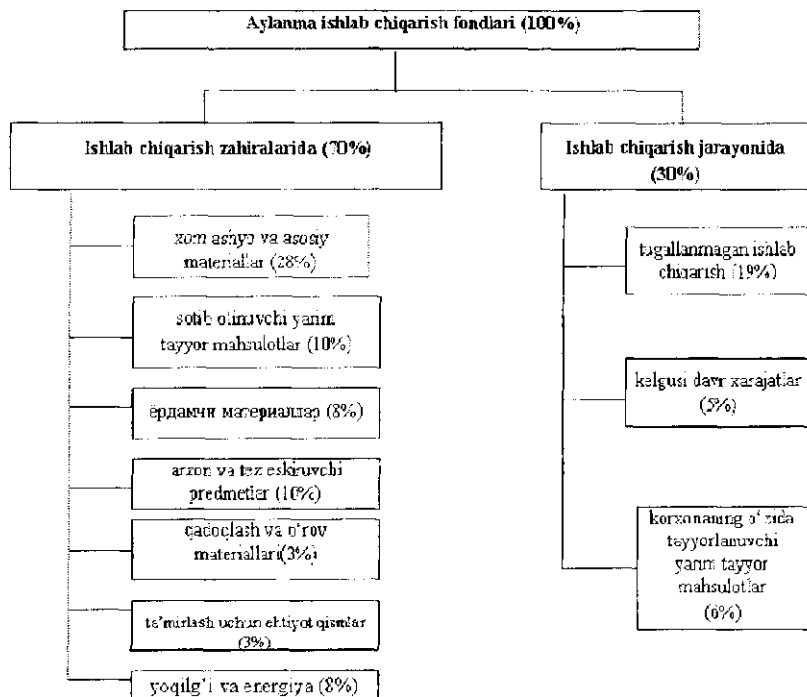 Aylanma ishlab chiqarish fondlari (100%)
Ishlab chiqarish zahiralarida (70%)
xom ashyo va asosiy
materiallar (28%)
sotib olinuvchi yarim
tayyor mahsulotlar (10%)
ёрдамчи материаллар (8%)
arzon va tez eskiruvchi
predmetlar (10%)
qadoqlash va o‘rov
materiallari(3%)
ta’mirlash uchun ehtiyot qismlar
(3%)
yoqilg‘i va energiya (8%)
Ishlab chiqarish jarayonida
(30%)
tugallanmagan ishlab
chiqarish (19%)
kelgusi davr xarajatlar
(5%)
korxonaning o‘zida
tayyorlanuvchi
yarim tayyor
mahsulotlar
(6%)